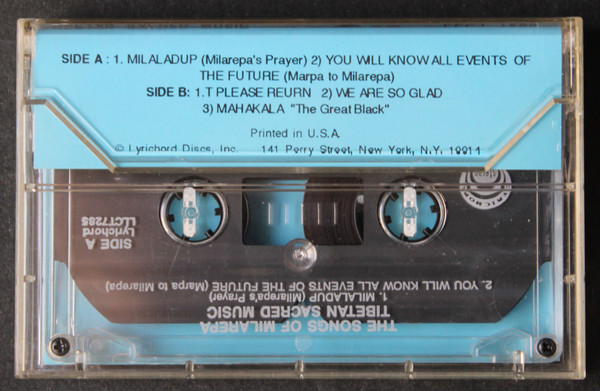 SIDE A : 1. MILALADUP (Milarepa's Prayer) 2) YOU WILL KNOW ALL EVENTS OF
THE FUTURE (Marpa to Milarepa)
SIDE B: 1.T PLEASE REURN 2) WE ARE SO GLAD
3) MAHAKALA "The Great Black"
Printed in U.S.A.
© Lyrichord Discs, Inc. 141 Perry Street, New York, N.Y. 10014
THE SONGS OF MILAREPA
TIBETAN SACRED MUSIC
1. MILALADUP (Milarepa's Prayer)
2. YOU WILL KNOW ALL EVENTS OF THE FUTURE (Marpa to Milarepa)
SIDE A
Lyrichord
LLCT7285
stereo